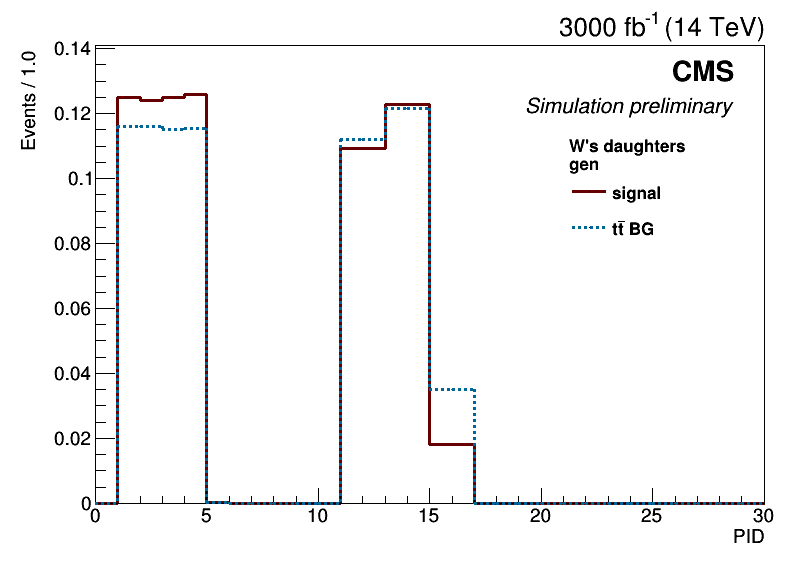 3000 fb⁻¹ (14 TeV)
CMS
Simulation preliminary
W's daughters
gen
signal
tt̄ BG
Events / 1.0
0.14
0.12
0.1
0.08
0.06
0.04
0.02
0
0 5 10 15 20 25 30
PID